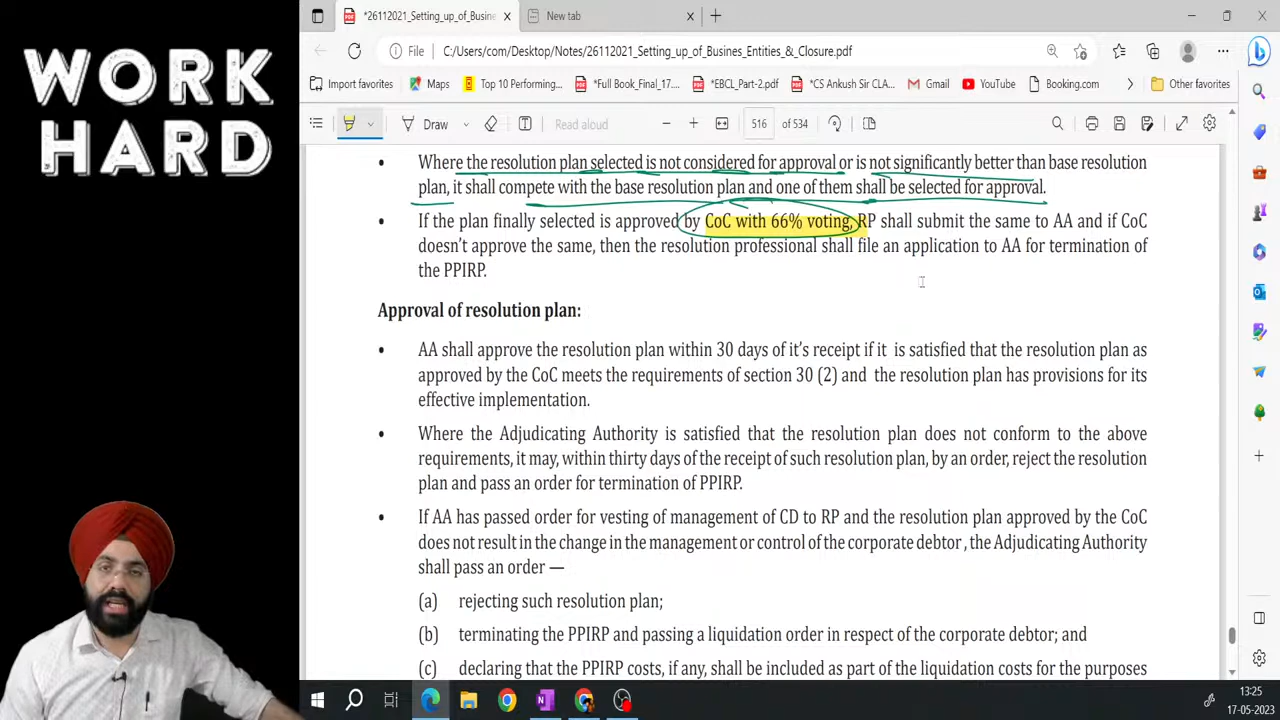 WORK
HARD
*26112021_Setting_up_of_Busine
New tab
File
C:/Users/com/Desktop/Notes/26112021_Setting_up_of_Busines_Entities_&_Closure.pdf
Import favorites
Maps
Top 10 Performing...
*Full Book_Final_17....
*EBCL_Part-2.pdf
*CS Ankush Sir CLA...
Gmail
YouTube
Booking.com
Other favorites
Draw
Read aloud
516
of 534
• Where the resolution plan selected is not considered for approval or is not significantly better than base resolution
plan, it shall compete with the base resolution plan and one of them shall be selected for approval.
• If the plan finally selected is approved by CoC with 66% voting, RP shall submit the same to AA and if CoC
doesn't approve the same, then the resolution professional shall file an application to AA for termination of
the PPIRP.
Approval of resolution plan:
• AA shall approve the resolution plan within 30 days of it's receipt if it is satisfied that the resolution plan as
approved by the CoC meets the requirements of section 30 (2) and the resolution plan has provisions for its
effective implementation.
• Where the Adjudicating Authority is satisfied that the resolution plan does not conform to the above
requirements, it may, within thirty days of the receipt of such resolution plan, by an order, reject the resolution
plan and pass an order for termination of PPIRP.
• If AA has passed order for vesting of management of CD to RP and the resolution plan approved by the CoC
does not result in the change in the management or control of the corporate debtor , the Adjudicating Authority
shall pass an order —
(a) rejecting such resolution plan;
(b) terminating the PPIRP and passing a liquidation order in respect of the corporate debtor; and
(c) declaring that the PPIRP costs, if any, shall be included as part of the liquidation costs for the purposes
13:25
17-05-2023